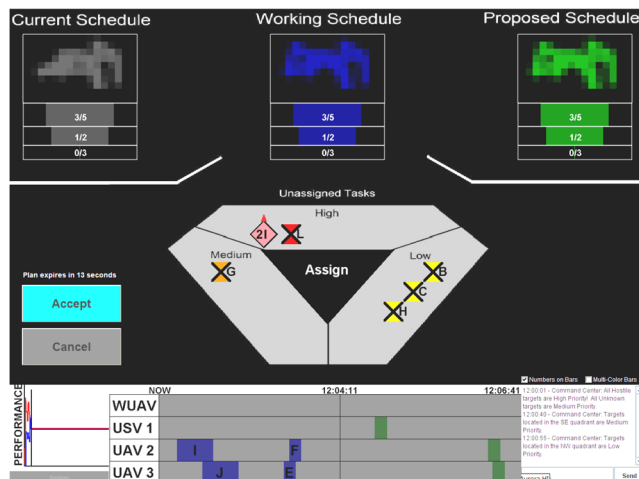 Current Schedule
Working Schedule
Proposed Schedule
3/5
3/5
3/5
1/2
1/2
1/2
0/3
0/3
0/3
Unassigned Tasks
High
2I
L
Medium
Low
G
Assign
B
C
H
Plan expires in 13 seconds
Accept
Cancel
Numbers on Bars
Multi-Color Bars
PERFORMANCE
NOW
12:04:11
12:06:41
WUAV
USV 1
UAV 2
I
F
UAV 3
J
E
12:00:01 - Command Center: All Hostile
targets are High Priority! All Unknown
targets are Medium Priority.
12:00:40 - Command Center: Targets
located in the SE quadrant are Medium
Priority.
12:00:55 - Command Center: Targets
located in the NW quadrant are Low
Priority.
Send